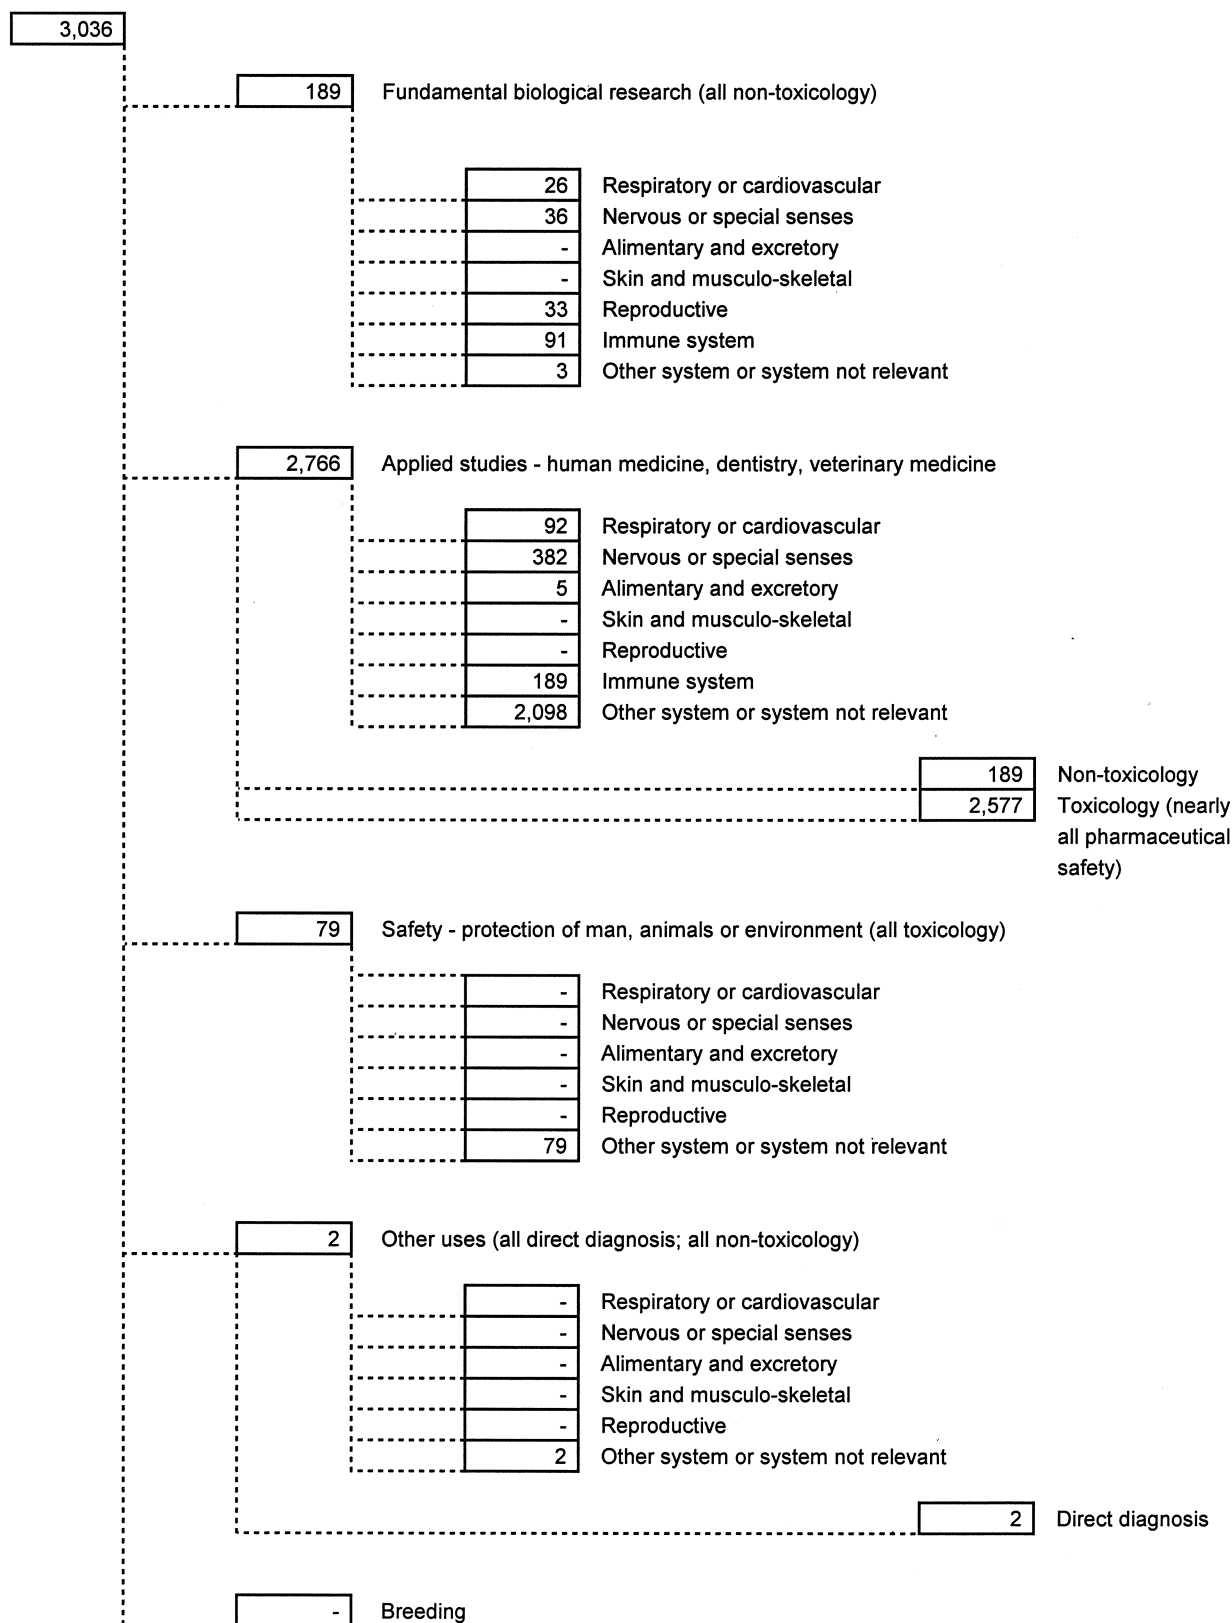 3,036
189 Fundamental biological research (all non-toxicology)
26 Respiratory or cardiovascular
36 Nervous or special senses
- Alimentary and excretory
- Skin and musculo-skeletal
33 Reproductive
91 Immune system
3 Other system or system not relevant
2,766 Applied studies - human medicine, dentistry, veterinary medicine
92 Respiratory or cardiovascular
382 Nervous or special senses
5 Alimentary and excretory
- Skin and musculo-skeletal
- Reproductive
189 Immune system
2,098 Other system or system not relevant
189 Non-toxicology
2,577 Toxicology (nearly
all pharmaceutical
safety)
79 Safety - protection of man, animals or environment (all toxicology)
- Respiratory or cardiovascular
- Nervous or special senses
- Alimentary and excretory
- Skin and musculo-skeletal
- Reproductive
79 Other system or system not relevant
2 Other uses (all direct diagnosis; all non-toxicology)
- Respiratory or cardiovascular
- Nervous or special senses
- Alimentary and excretory
- Skin and musculo-skeletal
- Reproductive
2 Other system or system not relevant
2 Direct diagnosis
- Breeding